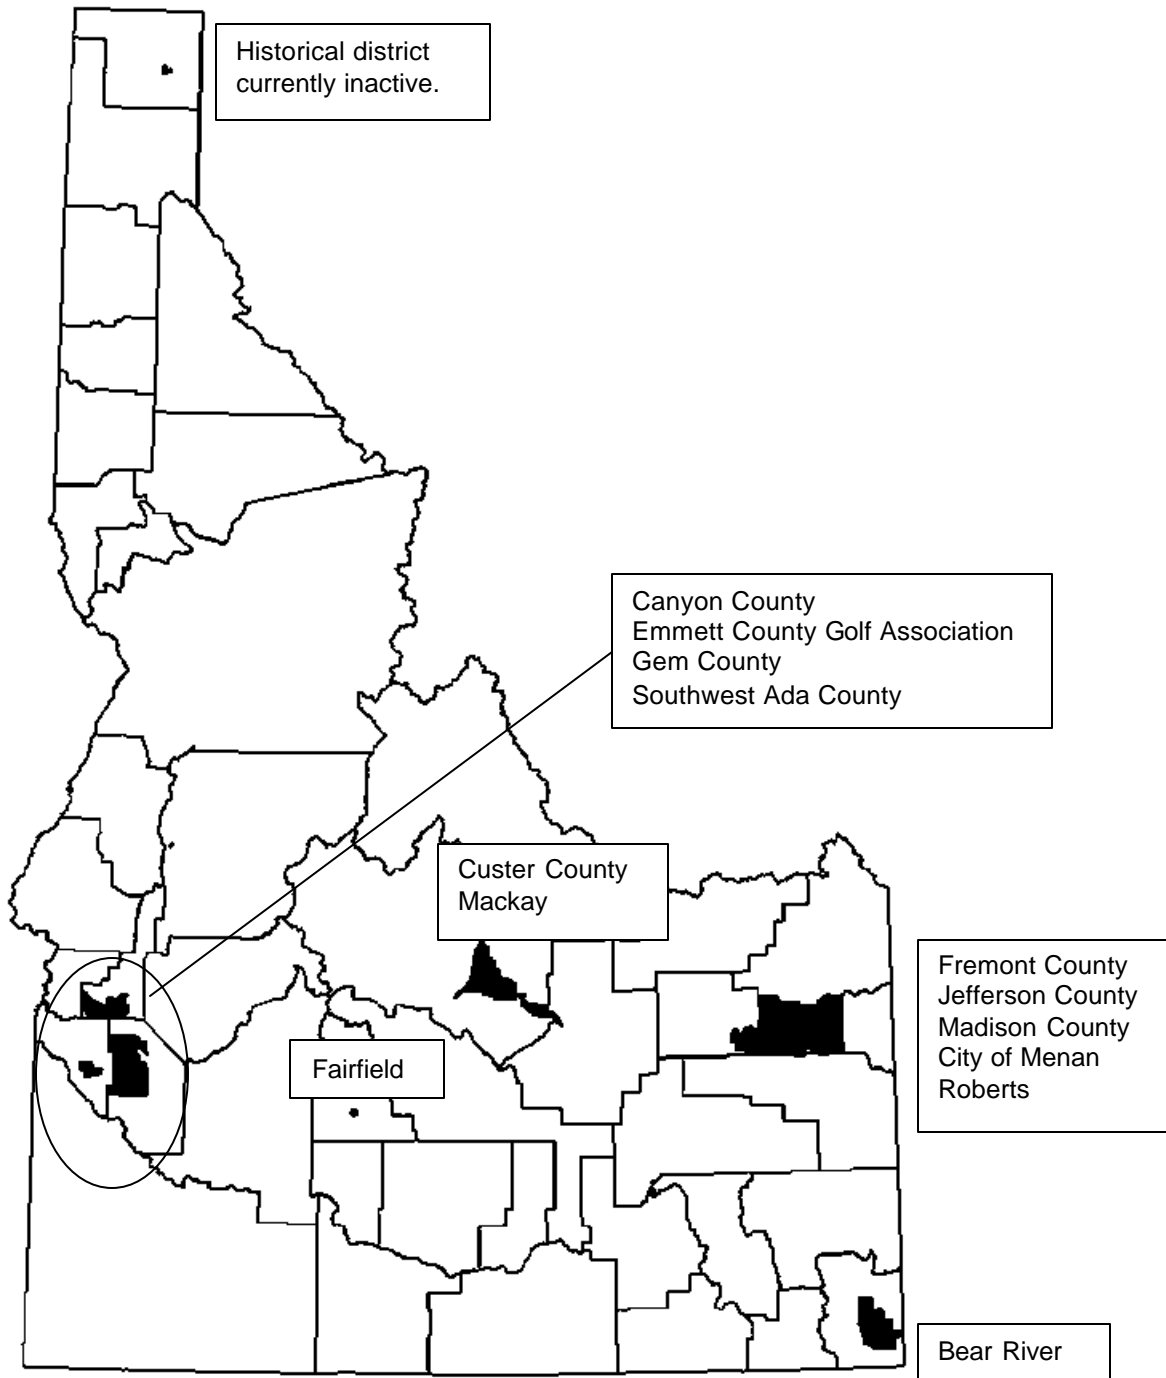 Historical district
currently inactive.
Canyon County
Emmett County Golf Association
Gem County
Southwest Ada County
Custer County
Mackay
Fremont County
Jefferson County
Madison County
City of Menan
Roberts
Fairfield
Bear River